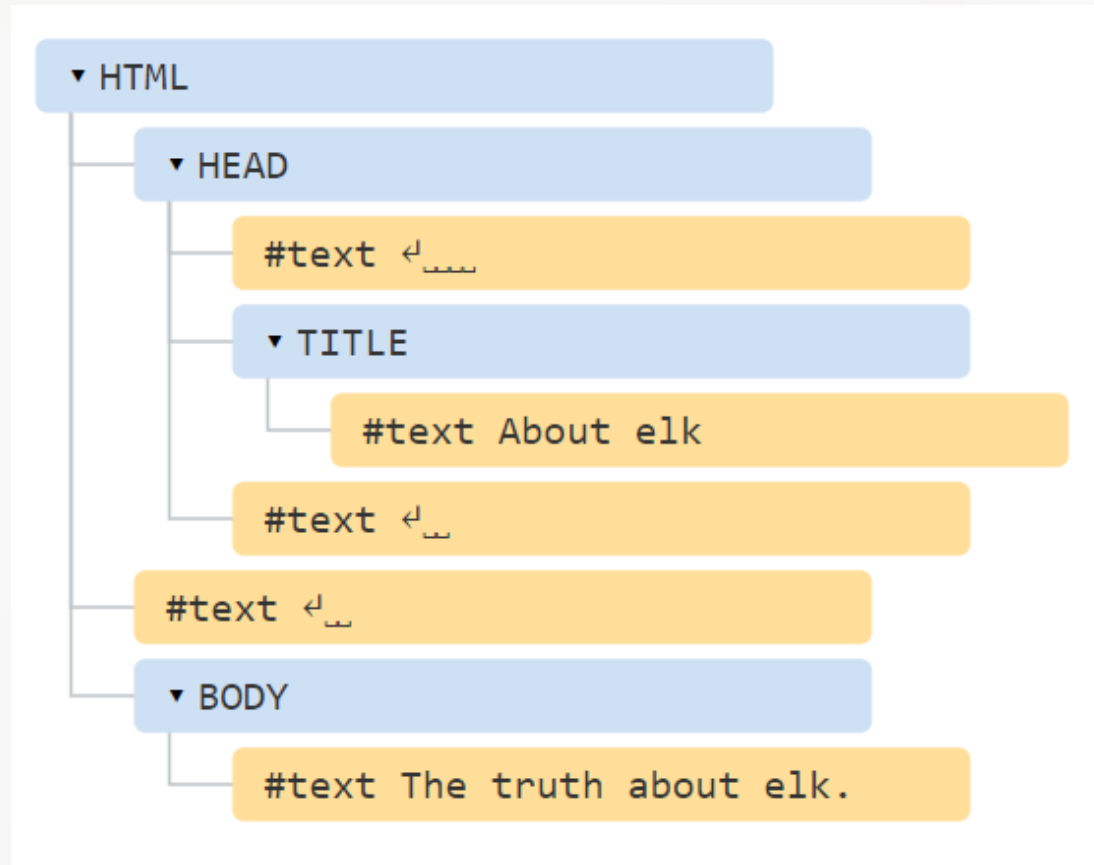 ▾ HTML
▾ HEAD
#text ↵␣␣␣␣
▾ TITLE
#text About elk
#text ↵␣␣
#text ↵␣␣
▾ BODY
#text The truth about elk.